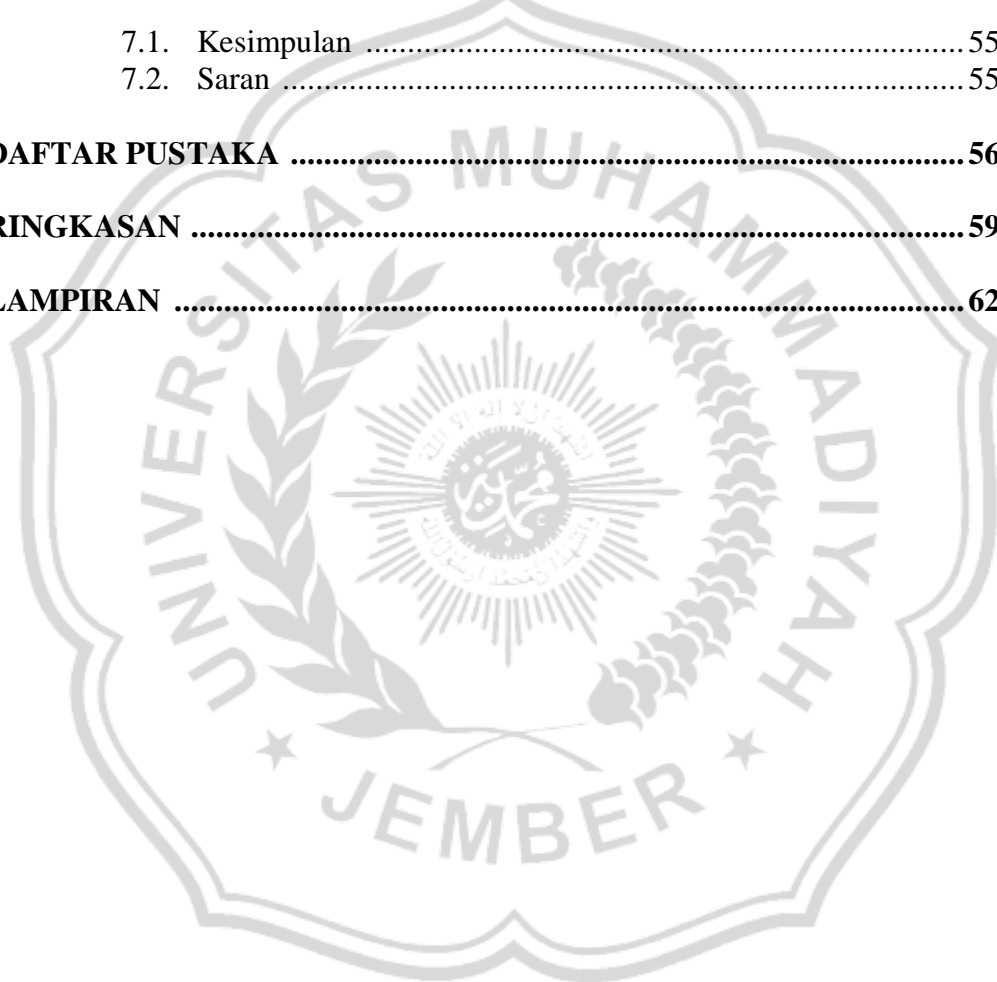 7.1. Kesimpulan ........................................................................ 55
7.2. Saran .................................................................................. 55
DAFTAR PUSTAKA ................................................................................. 56
RINGKASAN ............................................................................................. 59
LAMPIRAN ............................................................................................... 62
UNIVERSITAS MUHAMMADIYAH
JEMBER